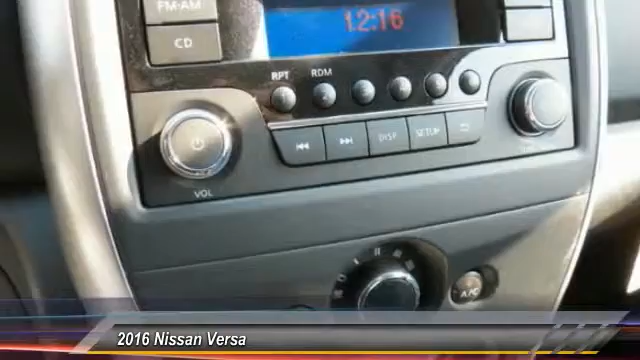 FM·AM
12:16
CD
RPT RDM
DISP SETUP
VOL
A/C
2016 Nissan Versa